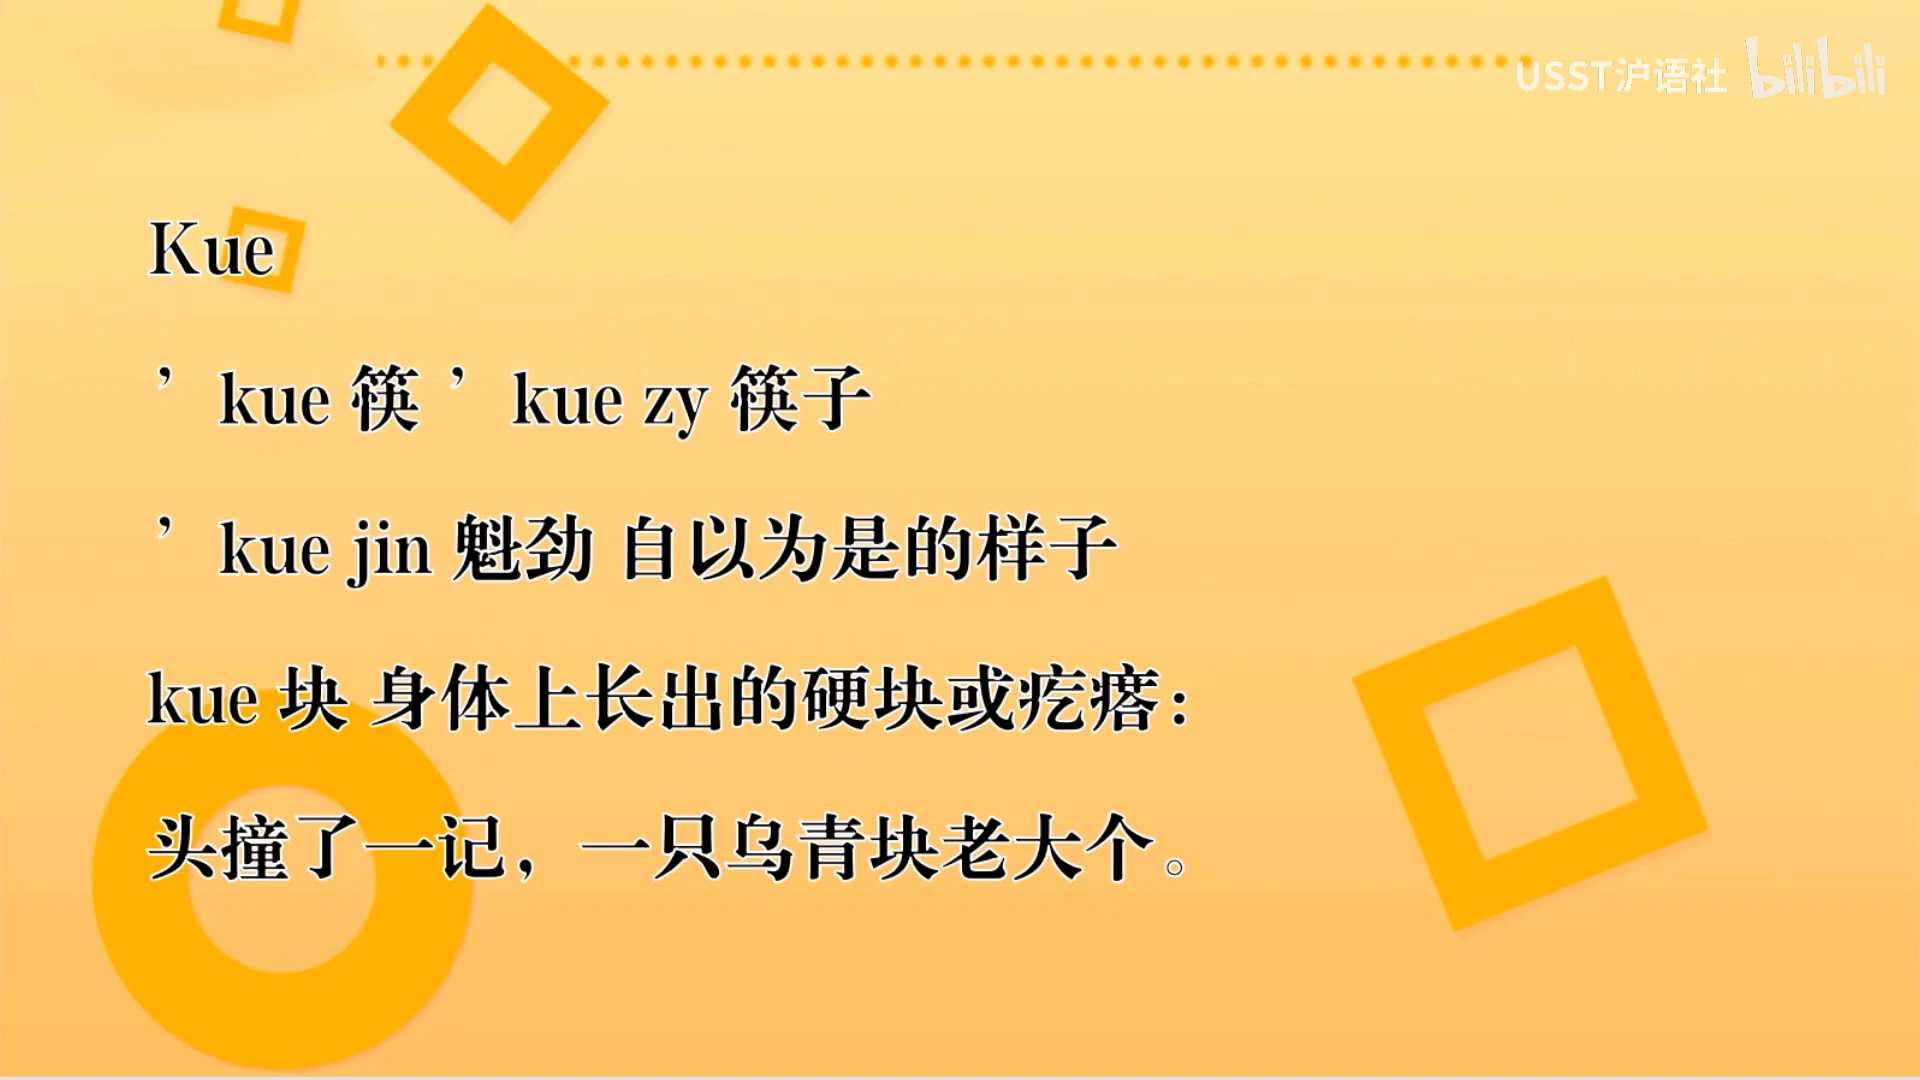 USST沪语社 bilibili
Kue
’kue 筷 ’kue zy 筷子
’kue jin 魁劲 自以为是的样子
kue 块 身体上长出的硬块或疙瘩：
头撞了一记，一只乌青块老大个。